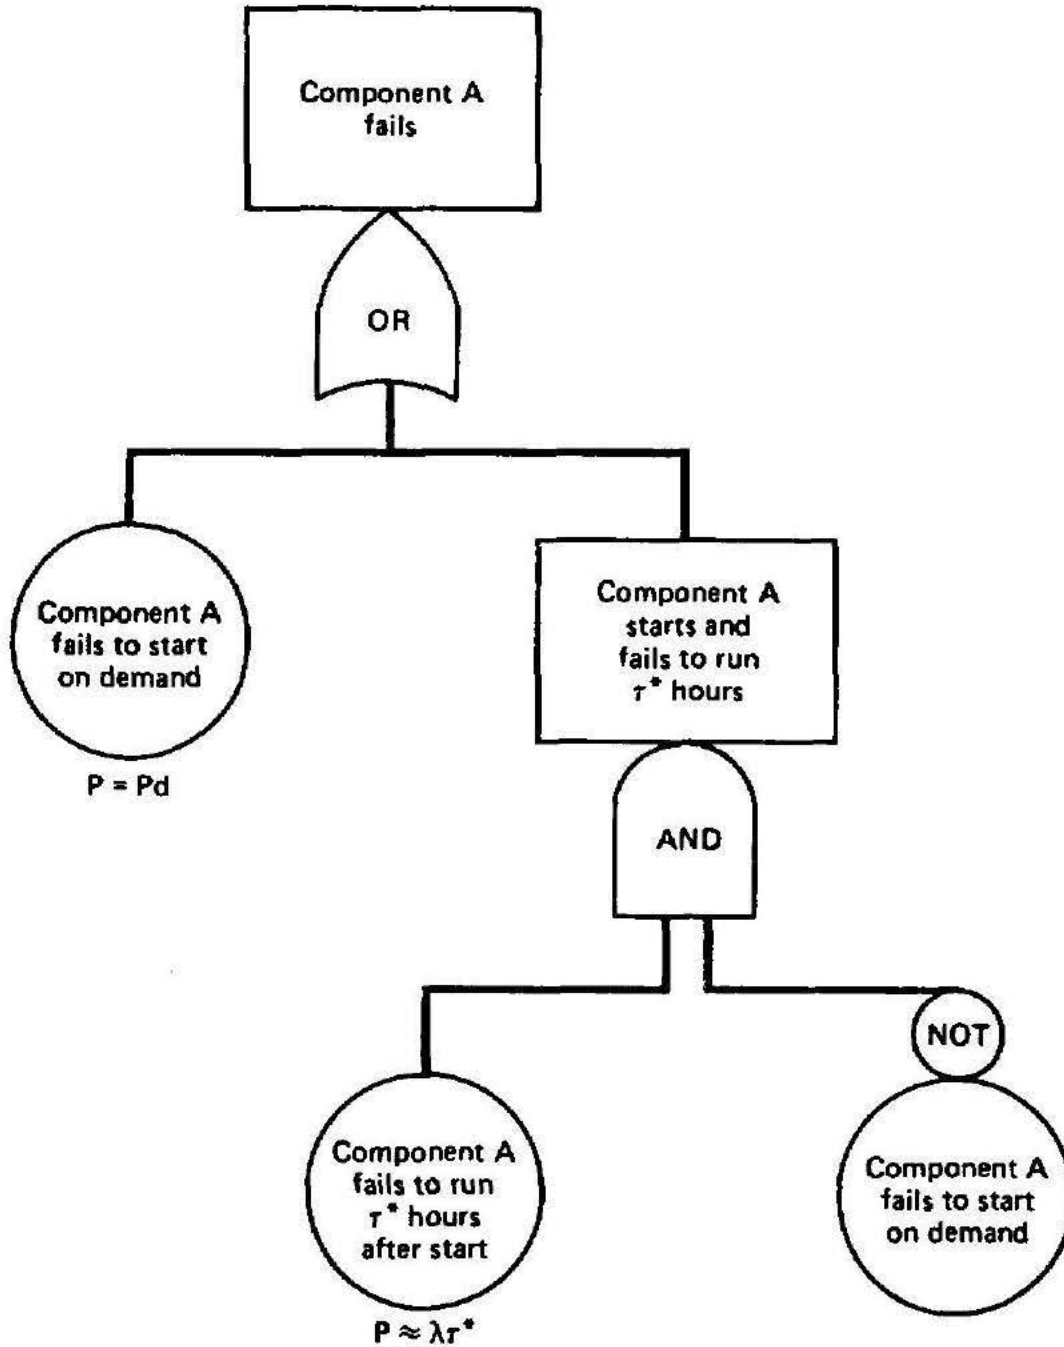 Component A
fails
OR
Component A
fails to start
on demand
P = Pd
Component A
starts and
fails to run
τ* hours
AND
NOT
Component A
fails to run
τ* hours
after start
P ≈ λτ*
Component A
fails to start
on demand